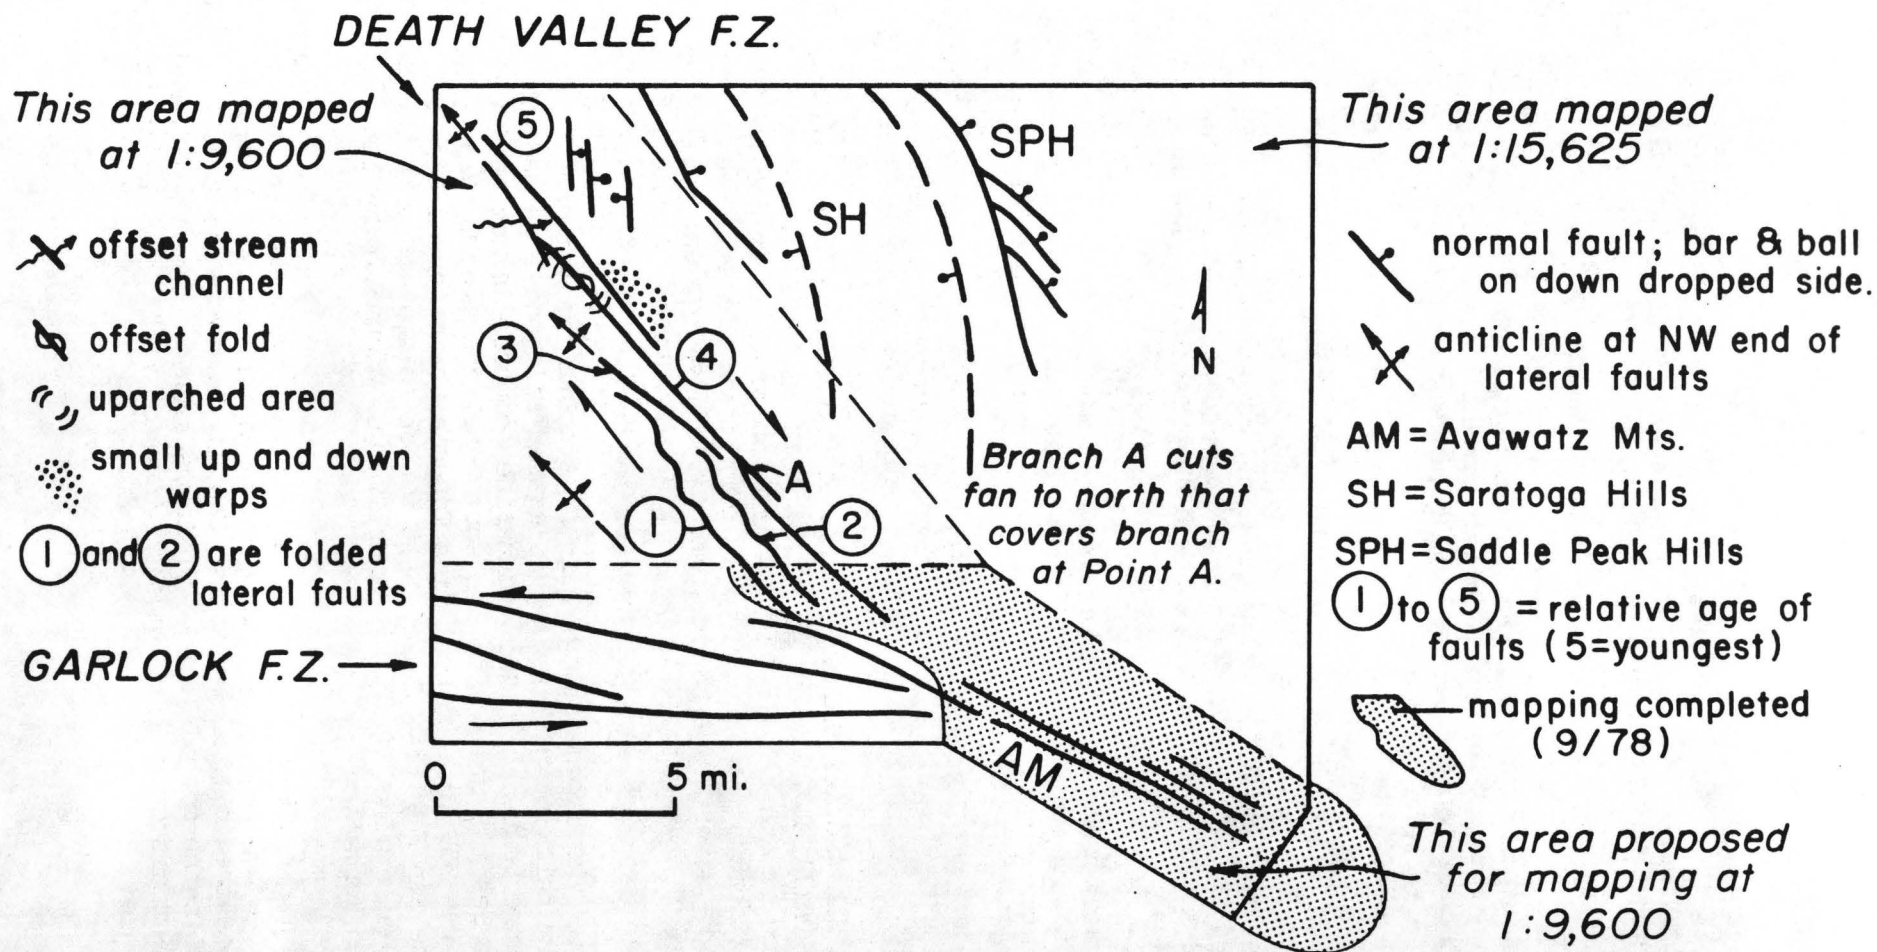 DEATH VALLEY F.Z.
This area mapped
at 1:9,600
offset stream
channel
offset fold
uparched area
small up and down
warps
1 and 2 are folded
lateral faults
GARLOCK F.Z.
5
SPH
SH
3
4
N
A
1
2
Branch A cuts
fan to north that
covers branch
at Point A.
AM
0 5 mi.
This area mapped
at 1:15,625
normal fault; bar & ball
on down dropped side.
anticline at NW end of
lateral faults
AM = Avawatz Mts.
SH = Saratoga Hills
SPH = Saddle Peak Hills
1 to 5 = relative age of
faults (5=youngest)
mapping completed
(9/78)
This area proposed
for mapping at
1:9,600